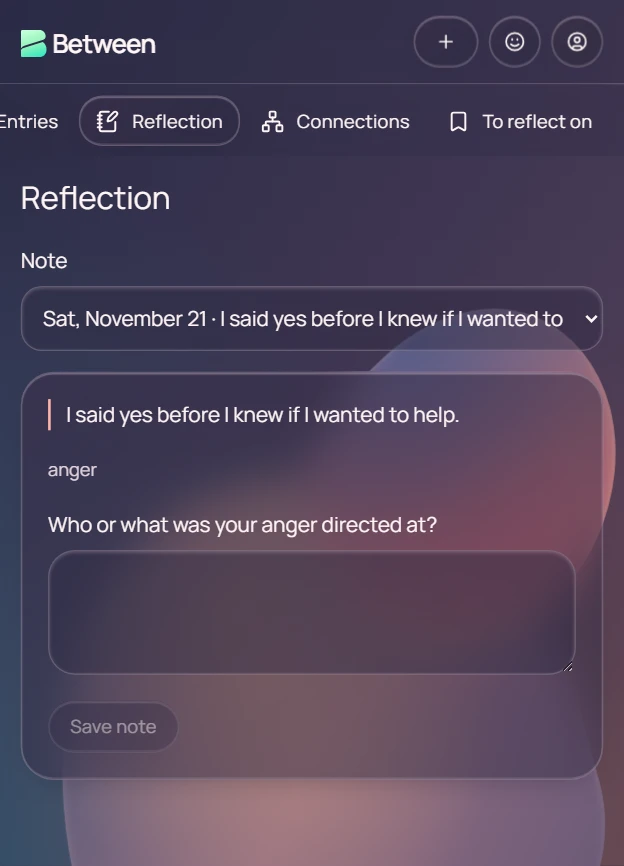 Between
Entries
Reflection
Connections
To reflect on
Reflection
Note
Sat, November 21 · I said yes before I knew if I wanted to
I said yes before I knew if I wanted to help.
anger
Who or what was your anger directed at?
Save note